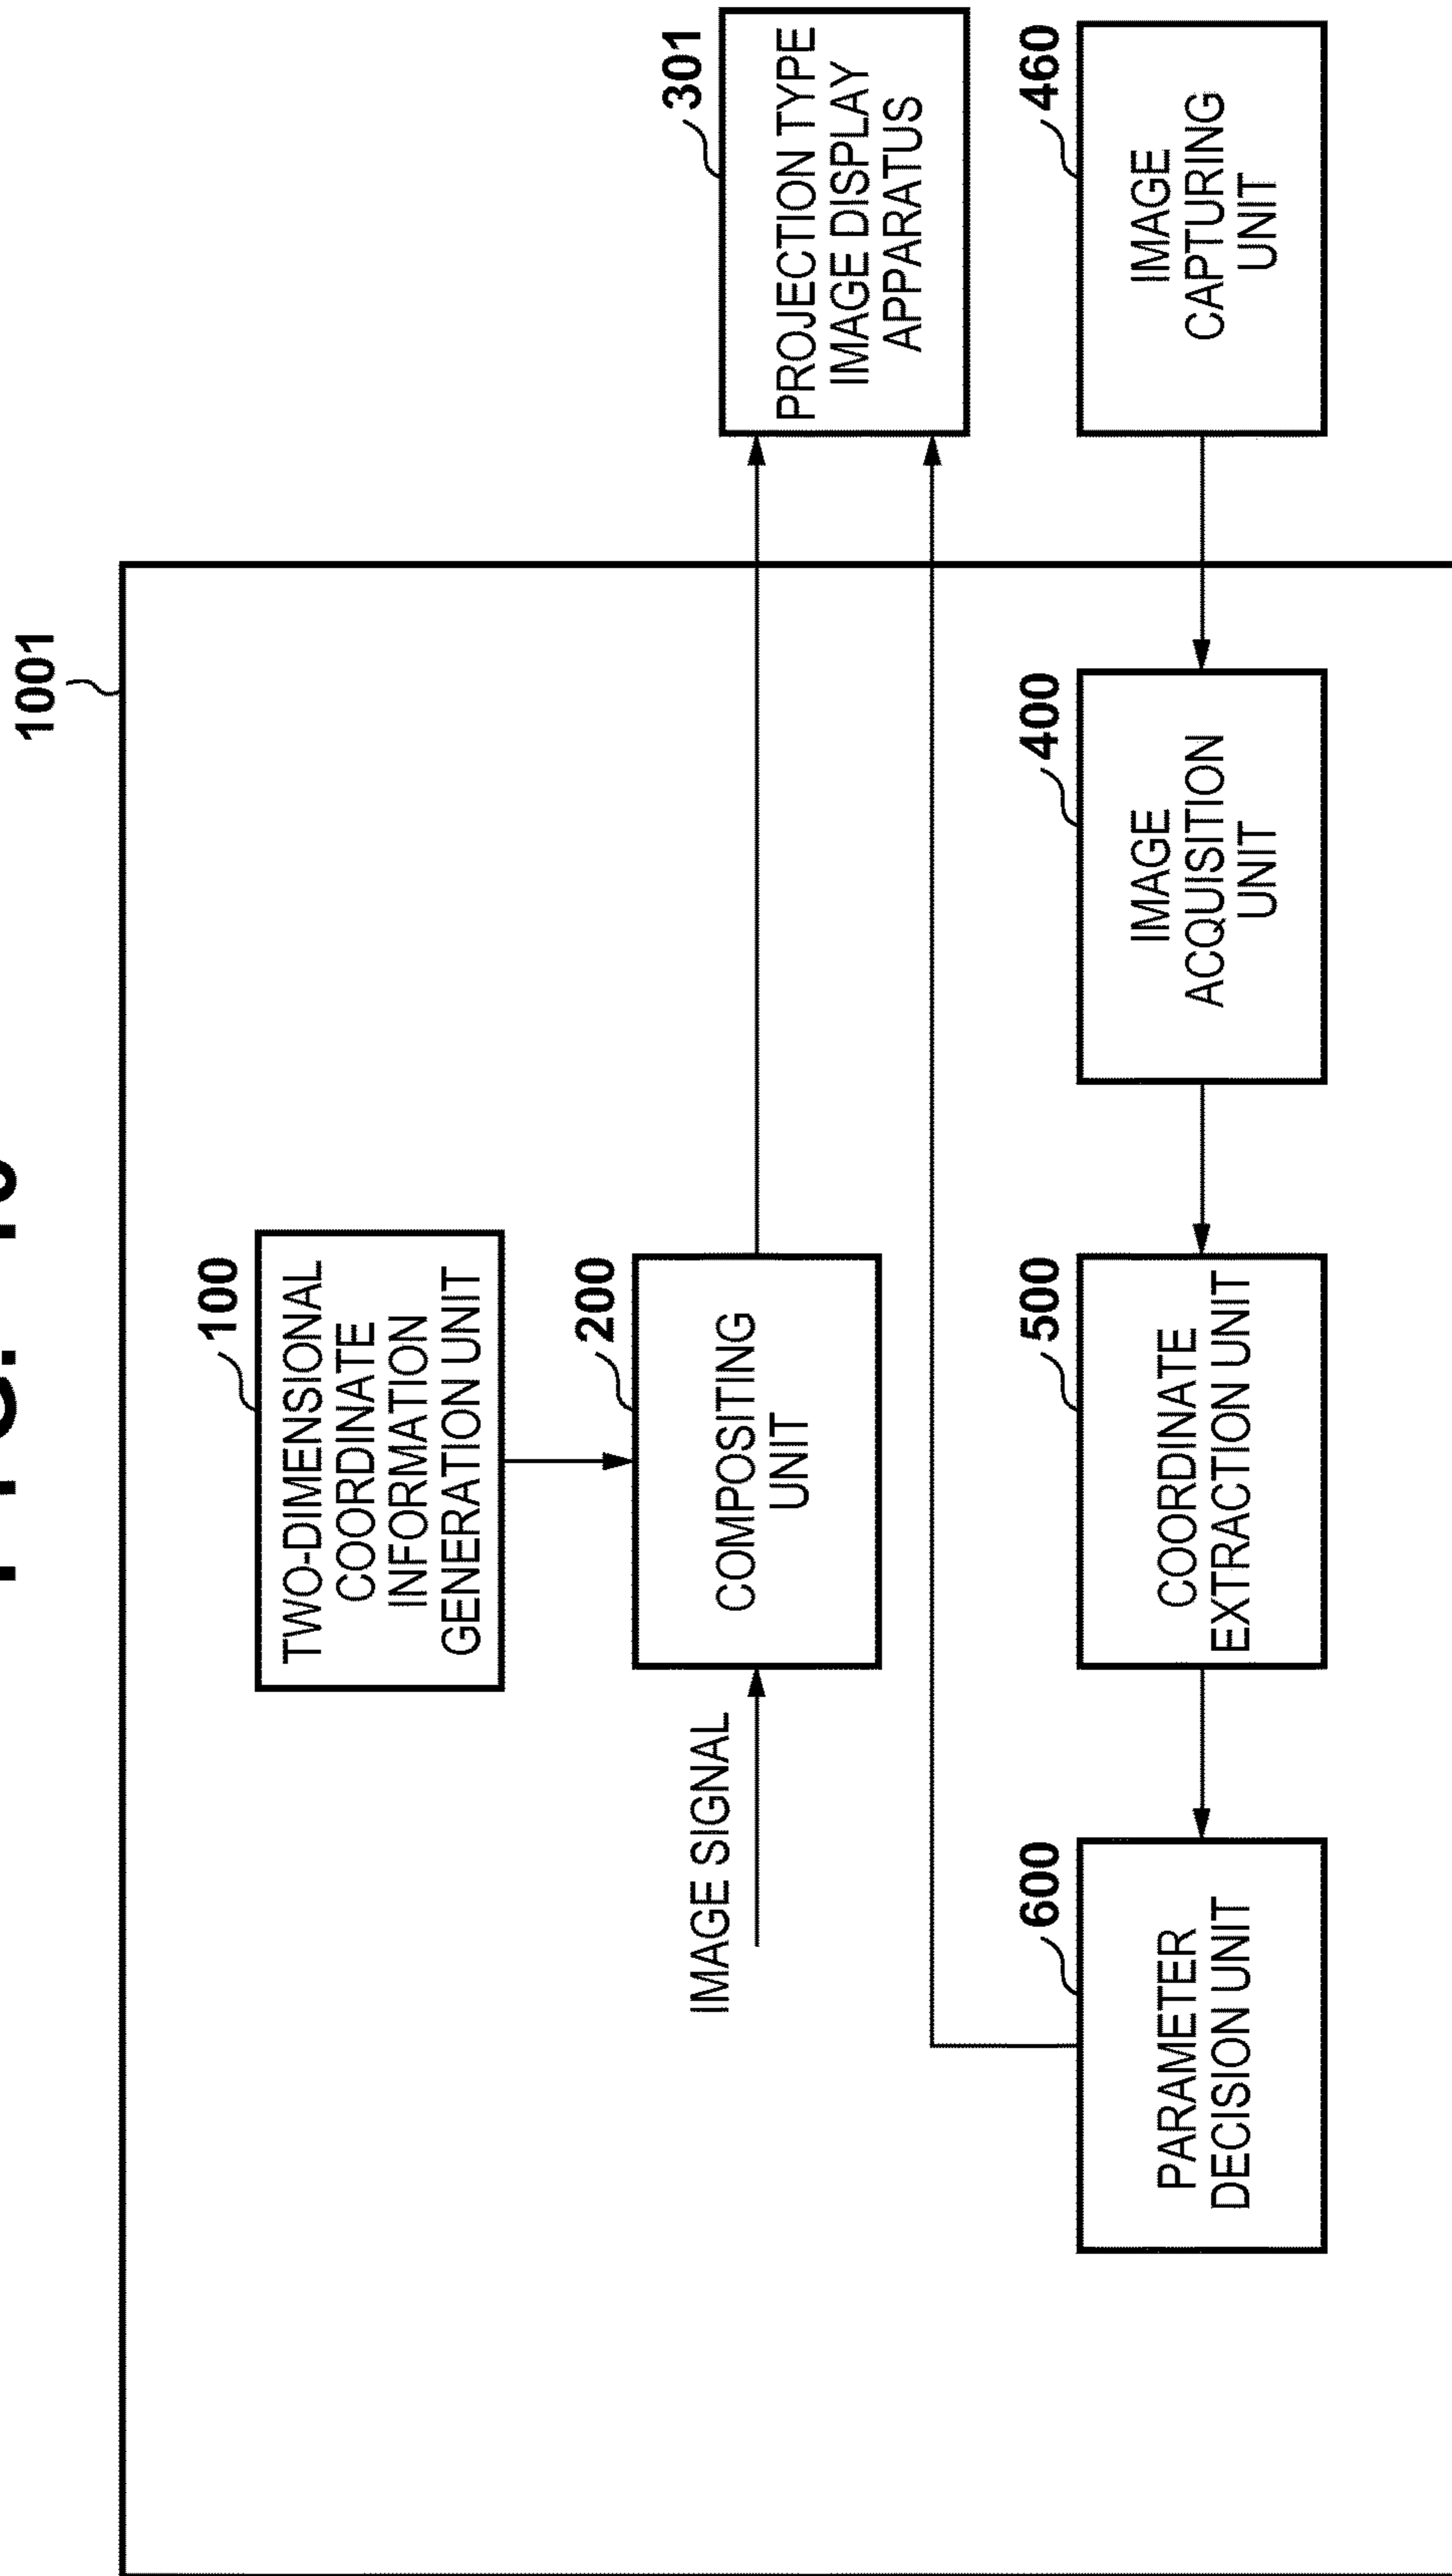 FIG.
1001
100
TWO-DIMENSIONAL
COORDINATE
INFORMATION
GENERATION UNIT
IMAGE SIGNAL
200
COMPOSITING
UNIT
301
PROJECTION TYPE
IMAGE DISPLAY
APPARATUS
600
PARAMETER
DECISION UNIT
500
COORDINATE
EXTRACTION UNIT
400
IMAGE
ACQUISITION
UNIT
460
IMAGE
CAPTURING
UNIT